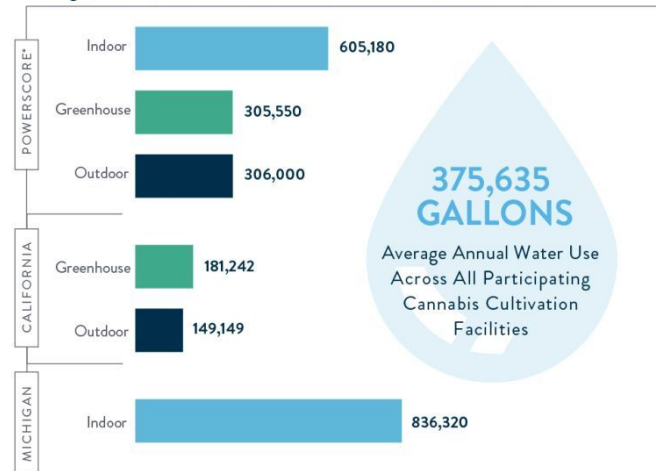 POWERSCORE*
Indoor
605,180
Greenhouse
305,550
Outdoor
306,000
CALIFORNIA
Greenhouse
181,242
Outdoor
149,149
MICHIGAN
Indoor
836,320
375,635
GALLONS
Average Annual Water Use
Across All Participating
Cannabis Cultivation
Facilities